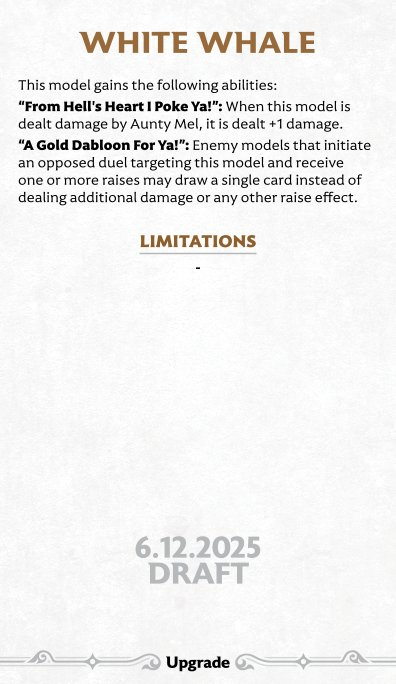 WHITE WHALE
This model gains the following abilities:
“From Hell's Heart I Poke Ya!”: When this model is
dealt damage by Aunty Mel, it is dealt +1 damage.
“A Gold Dabloon For Ya!”: Enemy models that initiate
an opposed duel targeting this model and receive
one or more raises may draw a single card instead of
dealing additional damage or any other raise effect.
LIMITATIONS
-
6.12.2025
DRAFT
Upgrade